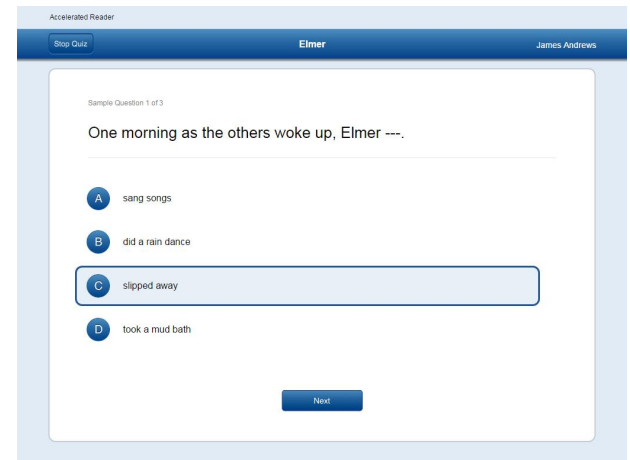 Accelerated Reader
Stop Quiz
Elmer
James Andrews
Sample Question 1 of 3
One morning as the others woke up, Elmer ---.
A sang songs
B did a rain dance
C slipped away
D took a mud bath
Next